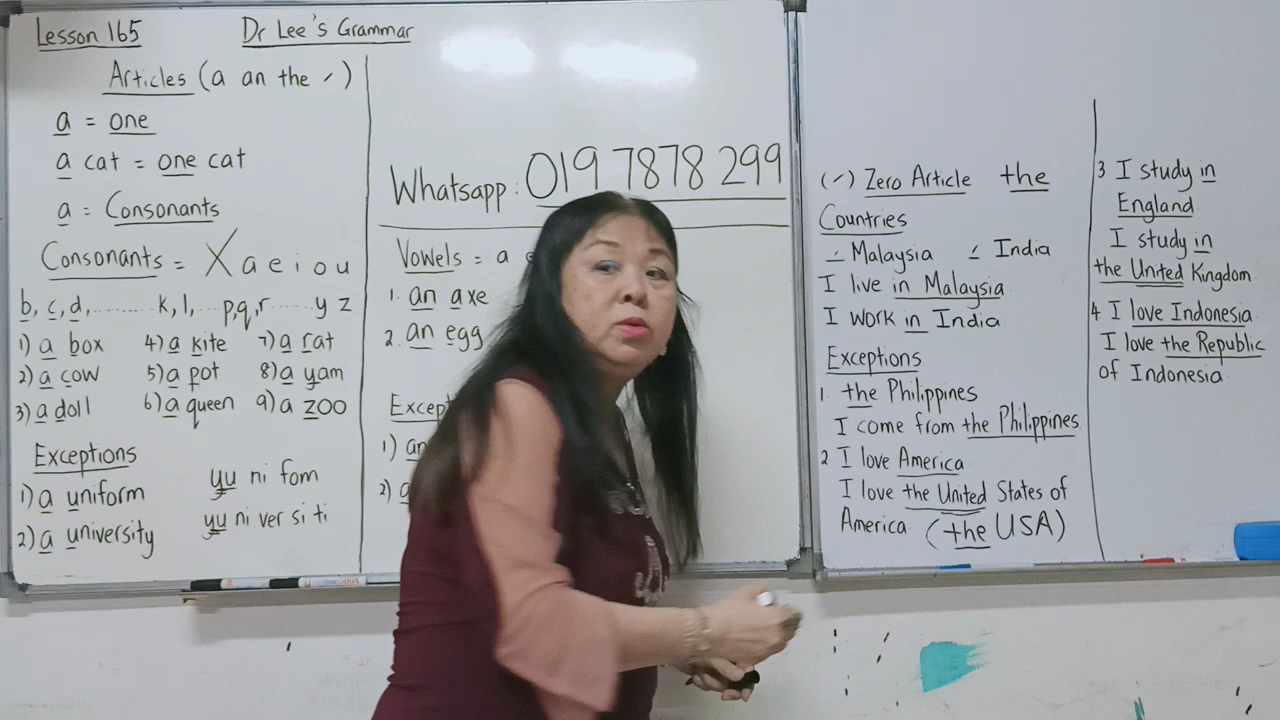 Lesson 165
Dr Lee's Grammar
Articles (a an the ✓)
a = one
a cat = one cat
a = Consonants
Consonants = X a e i o u
b, c, d, ......... k, l, ... p, q, r ...... y z
1) a box 4) a kite 7) a rat
2) a cow 5) a pot 8) a yam
3) a doll 6) a queen 9) a zoo
Exceptions
1) a uniform yu ni fom
2) a university yu ni ver si ti
Whatsapp: 019 7878 299
Vowels = a
1. an axe
2. an egg
1)
2)
(✓) Zero Article the
Countries
✓ Malaysia ✓ India
I live in Malaysia
I work in India
Exceptions
1. the Philippines
I come from the Philippines
2 I love America
I love the United States of
America (the USA)
3 I study in
England
I study in
the United Kingdom
4 I love Indonesia
I love the Republic
of Indonesia